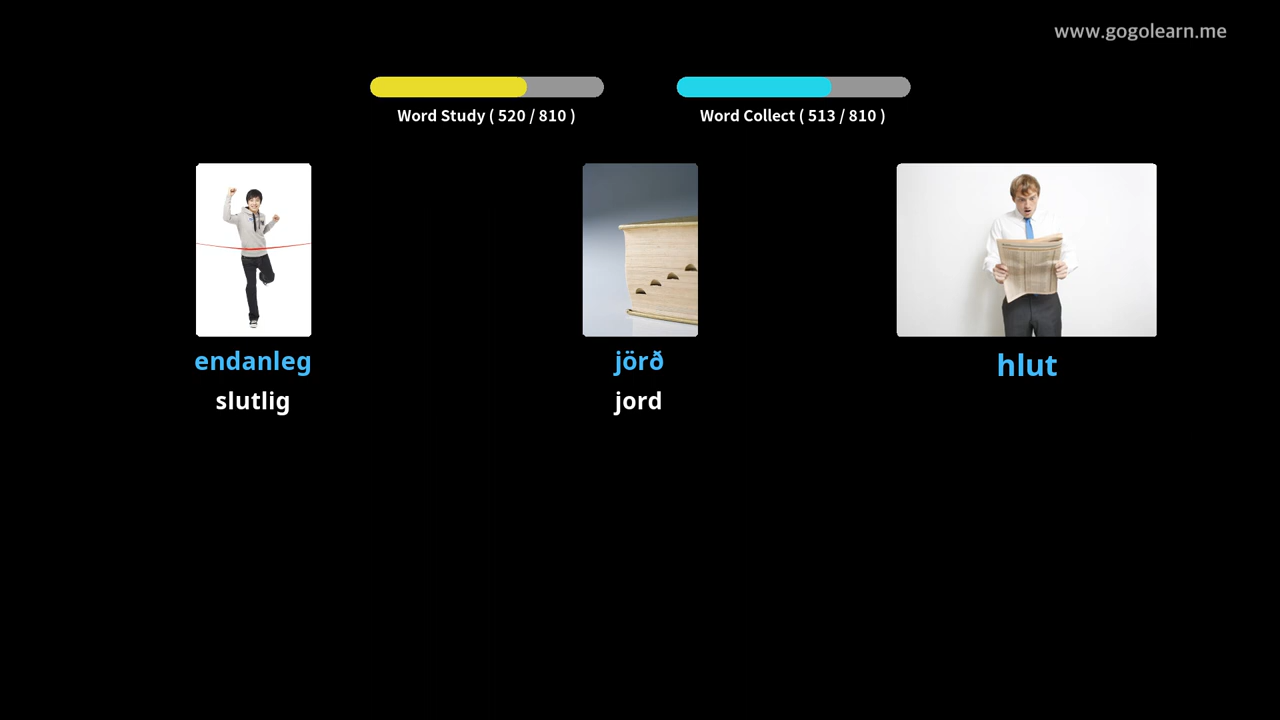 www.gogolearn.me
Word Study ( 520 / 810 )
Word Collect ( 513 / 810 )
endanleg
slutlig
jörð
jord
hlut